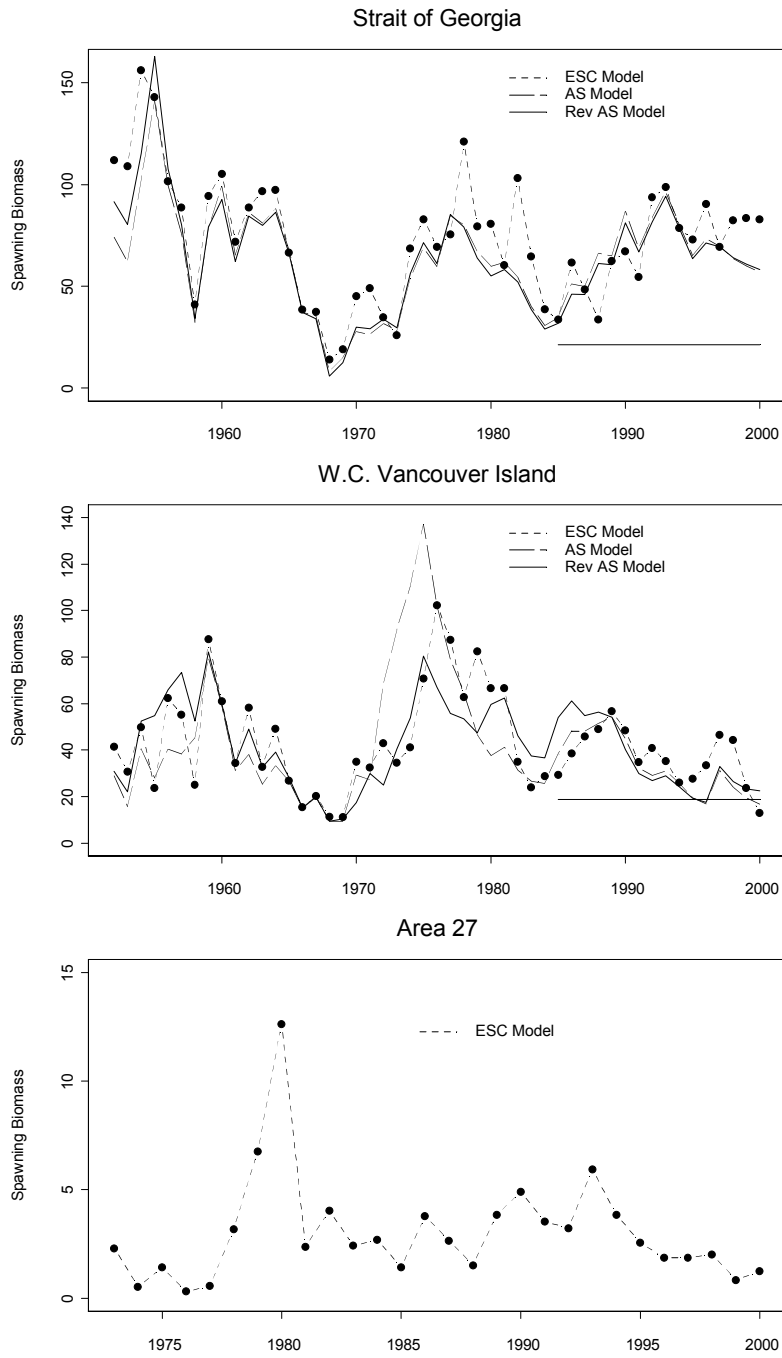 Strait of Georgia
Spawning Biomass
0 50 100 150
ESC Model
AS Model
Rev AS Model
1960 1970 1980 1990 2000
W.C. Vancouver Island
Spawning Biomass
0 20 40 60 80 100 120 140
ESC Model
AS Model
Rev AS Model
1960 1970 1980 1990 2000
Area 27
Spawning Biomass
0 5 10 15
ESC Model
1975 1980 1985 1990 1995 2000